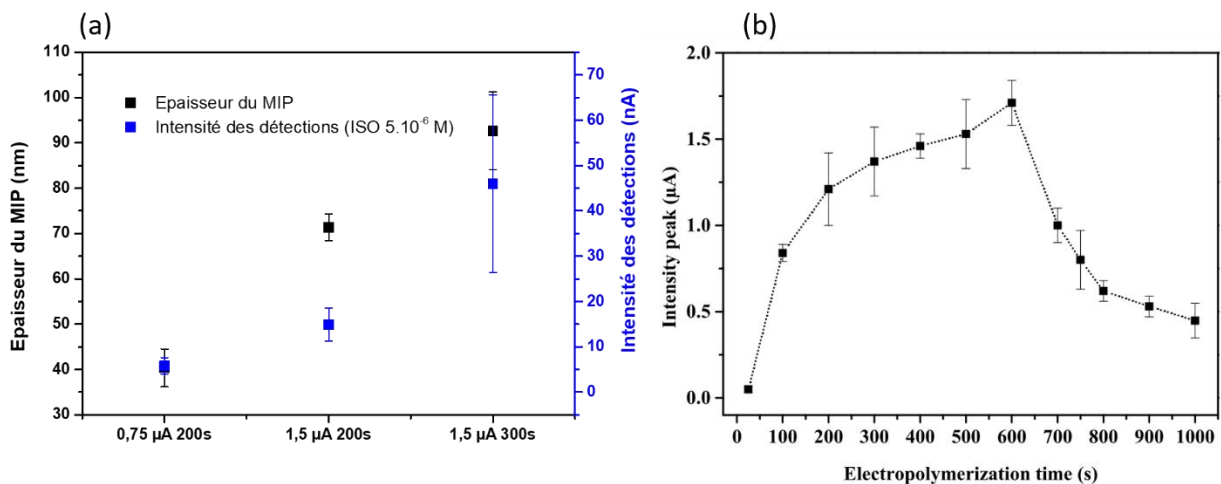 (a)
110
100
90
80
70
60
50
40
30
Epaisseur du MIP (nm)
Epaisseur du MIP
Intensité des détections (ISO 5.10⁻⁶ M)
70
60
50
40
30
20
10
0
Intensité des détections (nA)
0,75 µA 200s
1,5 µA 200s
1,5 µA 300s
(b)
2.0
1.5
1.0
0.5
0.0
Intensity peak (µA)
0 100 200 300 400 500 600 700 800 900 1000
Electropolymerization time (s)